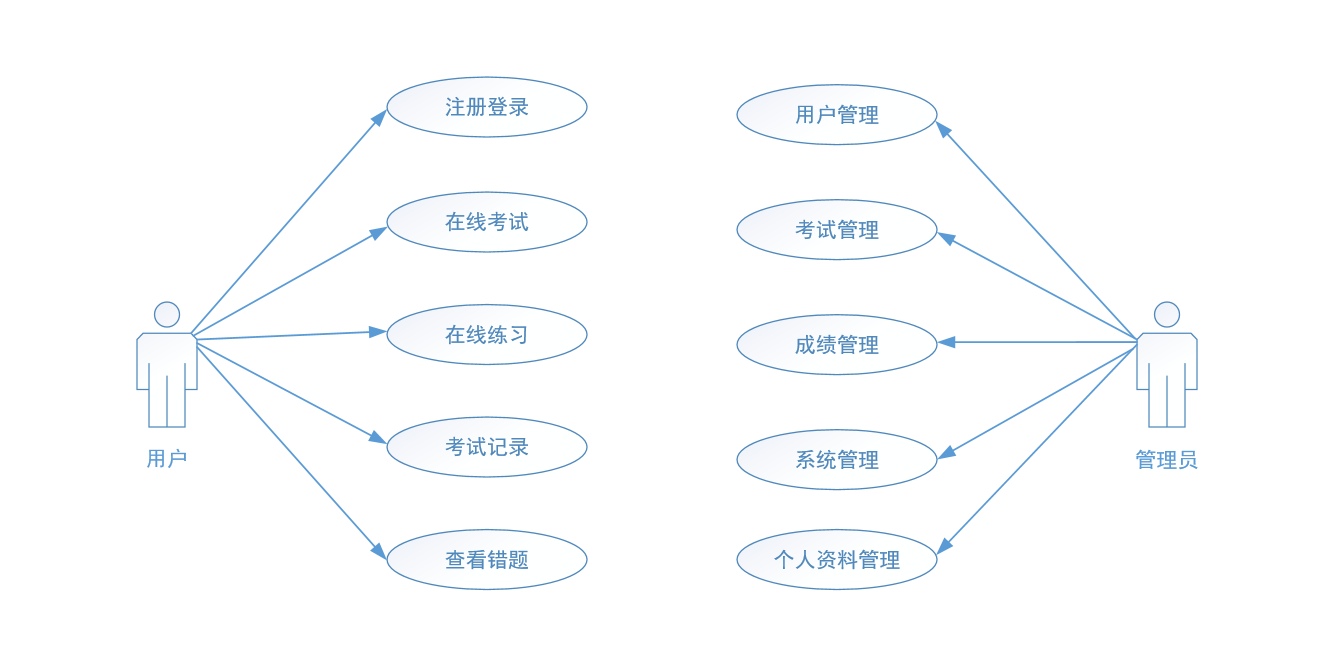 注册登录
在线考试
在线练习
考试记录
查看错题
用户
用户管理
考试管理
成绩管理
系统管理
个人资料管理
管理员